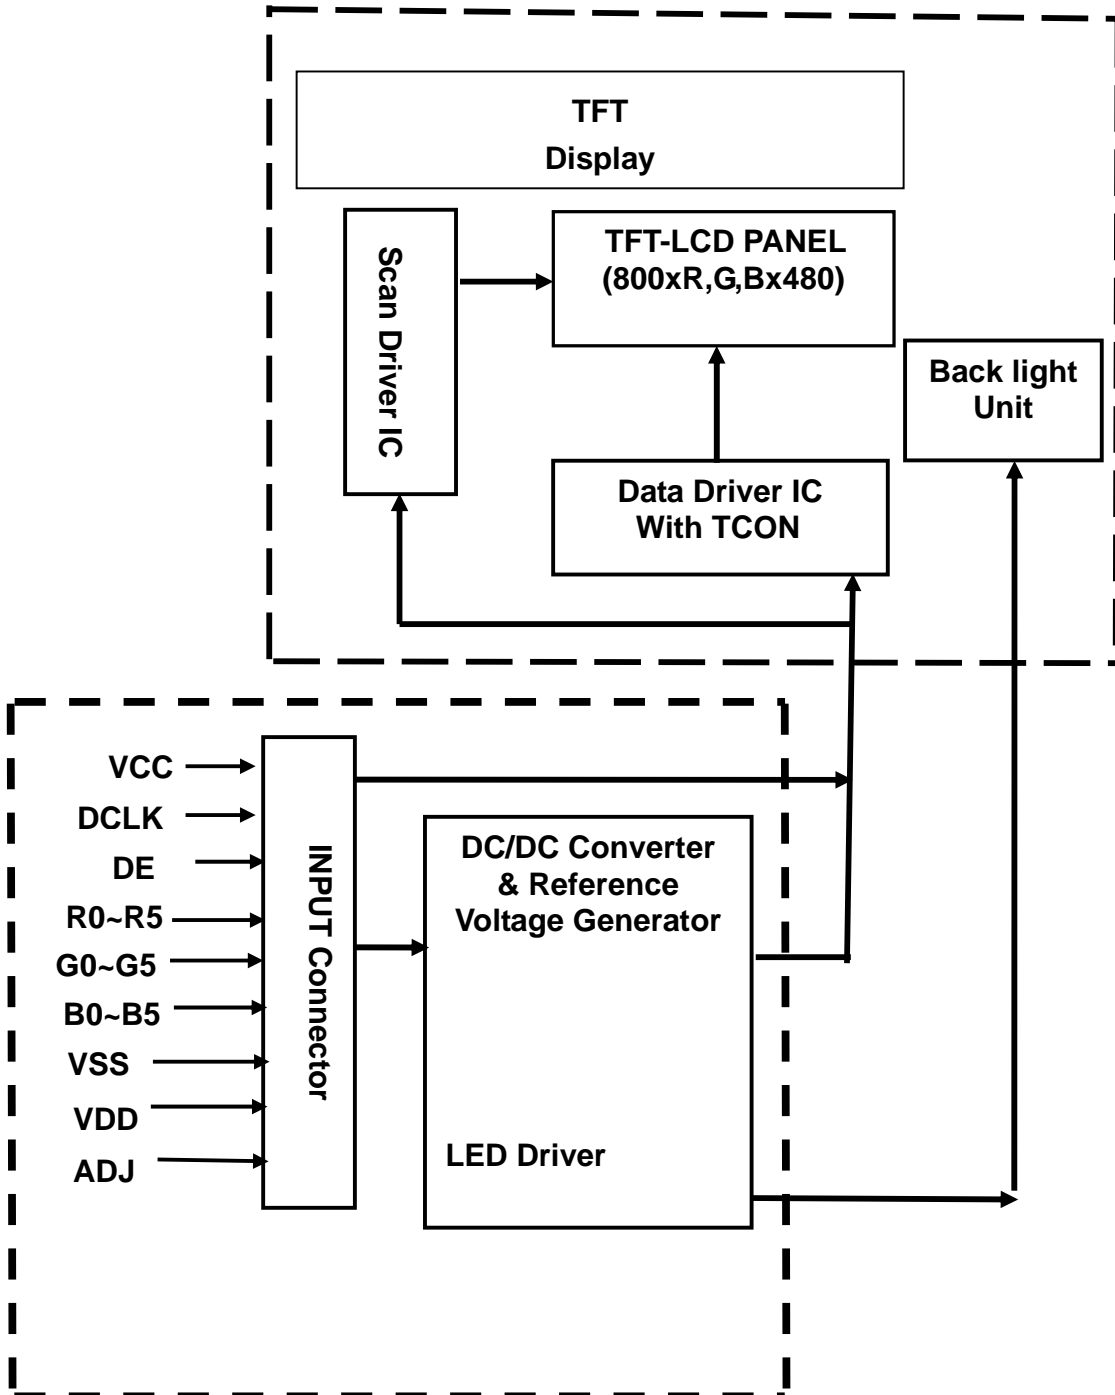 TFT
Display
Scan Driver IC
TFT-LCD PANEL
(800xR,G,Bx480)
Back light
Unit
Data Driver IC
With TCON
VCC
DCLK
DE
R0~R5
G0~G5
B0~B5
VSS
VDD
ADJ
INPUT Connector
DC/DC Converter
& Reference
Voltage Generator
LED Driver